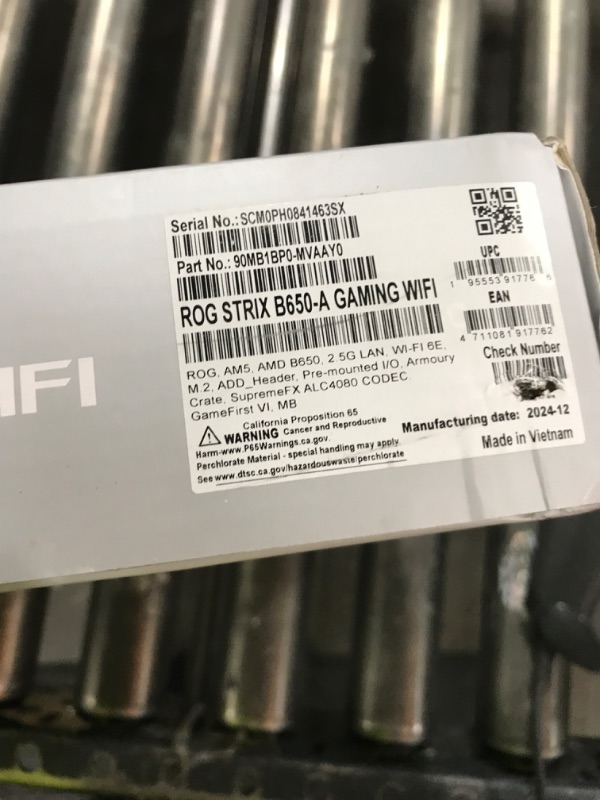 IFI
Serial No.: SCM0PH0841463SX
Part No.: 90MB1BP0-MVAAY0
ROG STRIX B650-A GAMING WIFI
UPC
1 95553 91776 6
EAN
4 711081 917762
Check Number
ROG, AM5, AMD B650, 2.5G LAN, WI-FI 6E,
M.2, ADD_Header, Pre-mounted I/O, Armoury
Crate, SupremeFX ALC4080 CODEC,
GameFirst VI, MB
California Proposition 65
WARNING Cancer and Reproductive
Harm-www.P65Warnings.ca.gov.
Perchlorate Material - special handling may apply.
See www.dtsc.ca.gov/hazardouswaste/perchlorate
Manufacturing date: 2024-12
Made in Vietnam